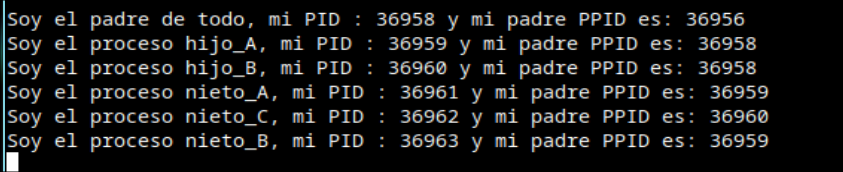 Soy el padre de todo, mi PID : 36958 y mi padre PPID es: 36956
Soy el proceso hijo_A, mi PID : 36959 y mi padre PPID es: 36958
Soy el proceso hijo_B, mi PID : 36960 y mi padre PPID es: 36958
Soy el proceso nieto_A, mi PID : 36961 y mi padre PPID es: 36959
Soy el proceso nieto_C, mi PID : 36962 y mi padre PPID es: 36960
Soy el proceso nieto_B, mi PID : 36963 y mi padre PPID es: 36959